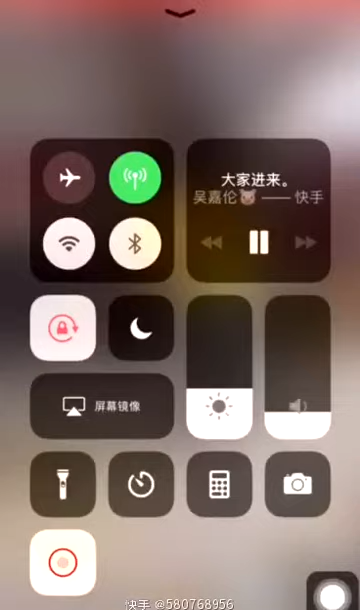 大家进来。
吴嘉伦🐷 —— 快手
屏幕镜像
快手 @580768956